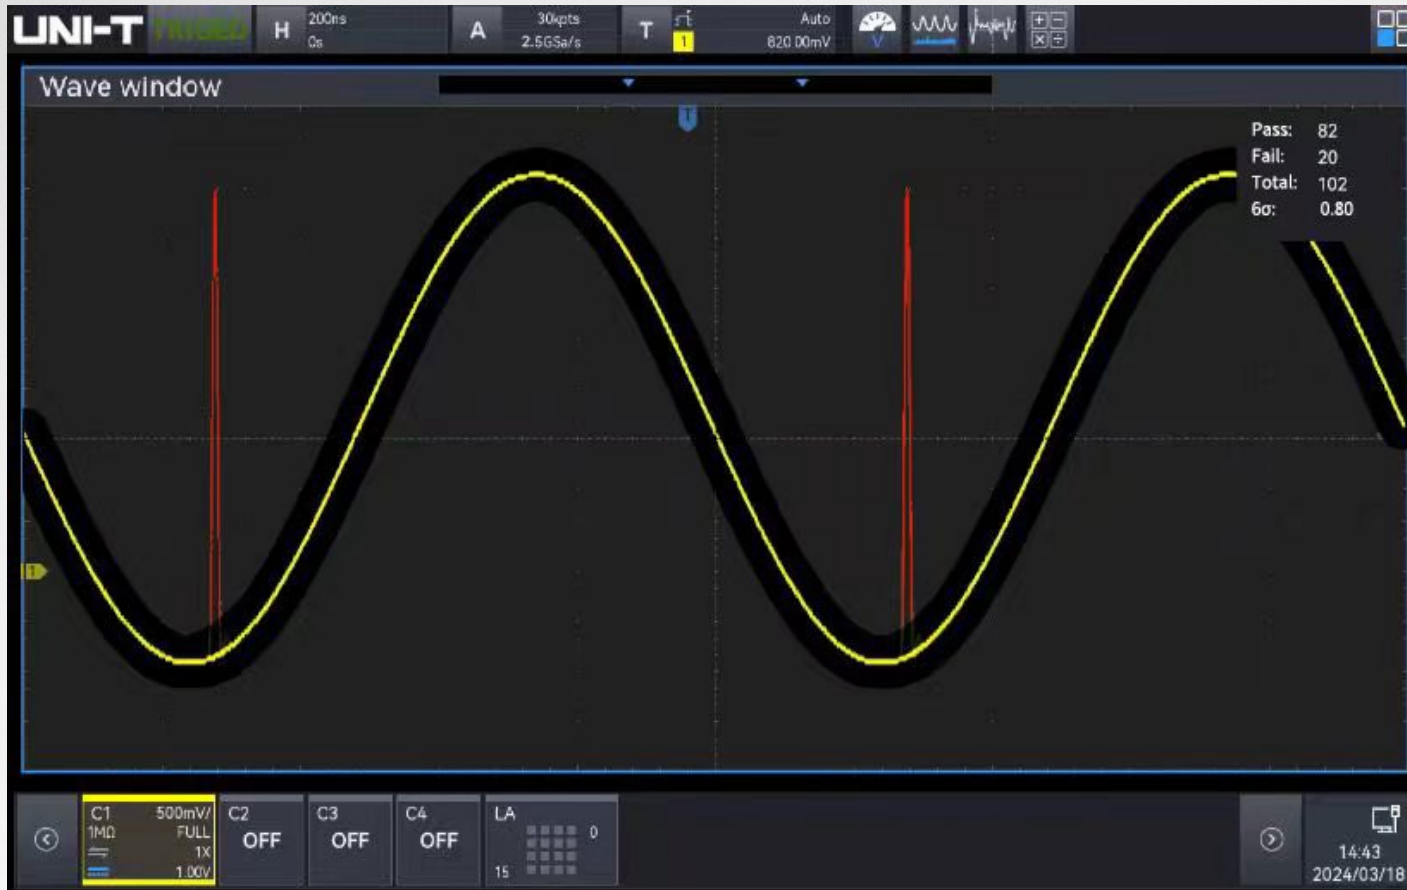 UNI-T TRIGED
H 200ns
0s
A 30kpts
2.5GSa/s
T 1 Auto
820.00mV
V
Wave window
T
Pass: 82
Fail: 20
Total: 102
6σ: 0.80
1
C1 500mV/
1MΩ FULL
1X
1.00V
C2
OFF
C3
OFF
C4
OFF
LA
0
15
14:43
2024/03/18